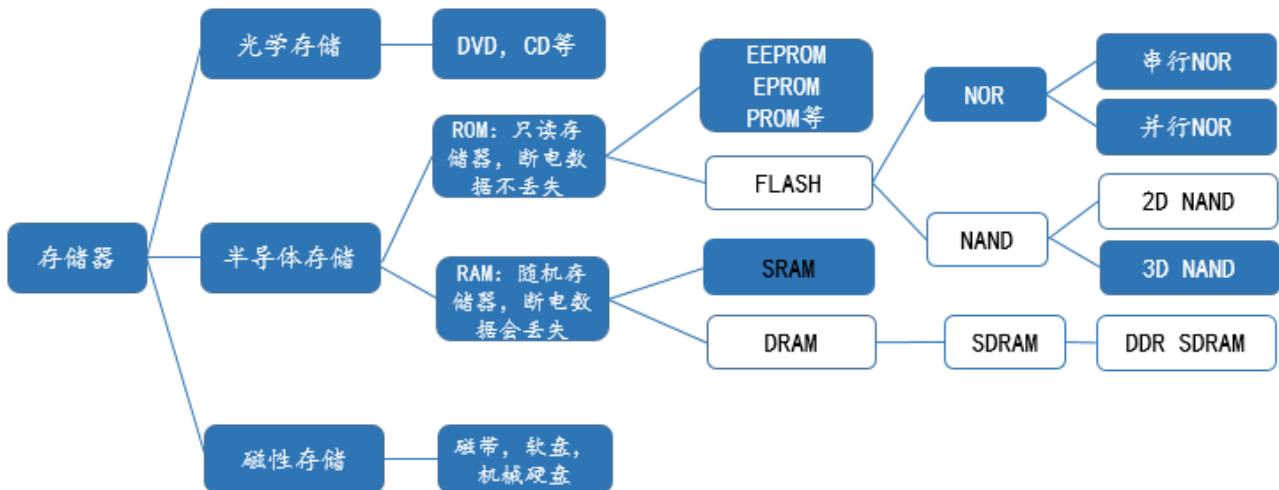 光学存储
DVD, CD等
EEPROM
EPROM
PROM等
NOR
串行NOR
并行NOR
ROM: 只读存
储器, 断电数
据不丢失
FLASH
2D NAND
NAND
3D NAND
存储器
半导体存储
RAM: 随机存
储器, 断电数
据会丢失
SRAM
DRAM
SDRAM
DDR SDRAM
磁性存储
磁带, 软盘,
机械硬盘